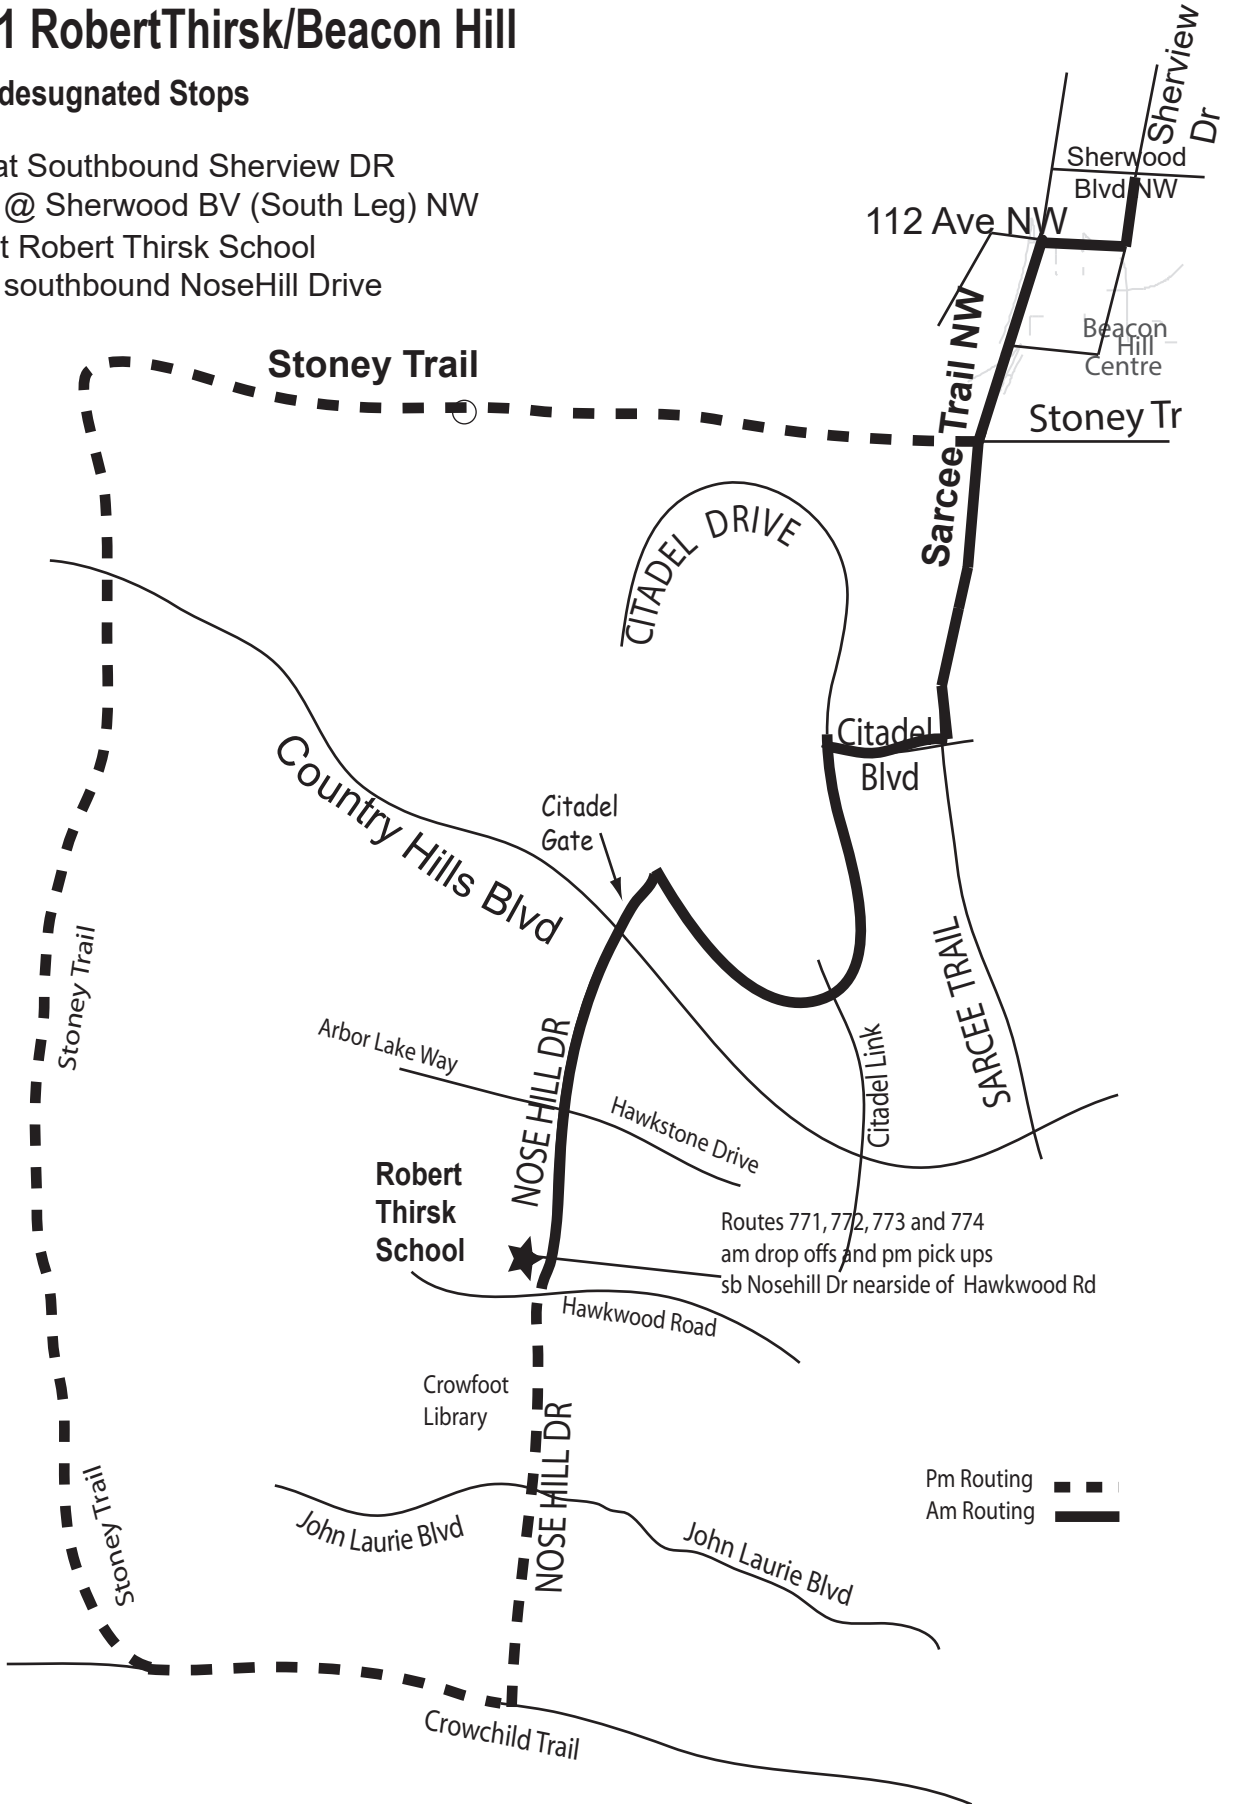 1 RobertThirsk/Beacon Hill
desugnated Stops
at Southbound Sherview DR
@ Sherwood BV (South Leg) NW
t Robert Thirsk School
southbound NoseHill Drive
Sherview
Dr
Sherwood
Blvd NW
112 Ave NW
Beacon
Hill
Centre
Stoney Trail
Sarcee Trail NW
Stoney Tr
CITADEL DRIVE
Citadel
Blvd
Country Hills Blvd
Citadel
Gate
Stoney Trail
SARCEE TRAIL
Arbor Lake Way
NOSE HILL DR
Citadel Link
Hawkstone Drive
Robert
Thirsk
School
Routes 771, 772, 773 and 774
am drop offs and pm pick ups
sb Nosehill Dr nearside of Hawkwood Rd
Hawkwood Road
Crowfoot
Library
NOSE HILL DR
Stoney Trail
John Laurie Blvd
John Laurie Blvd
Pm Routing
Am Routing
Crowchild Trail